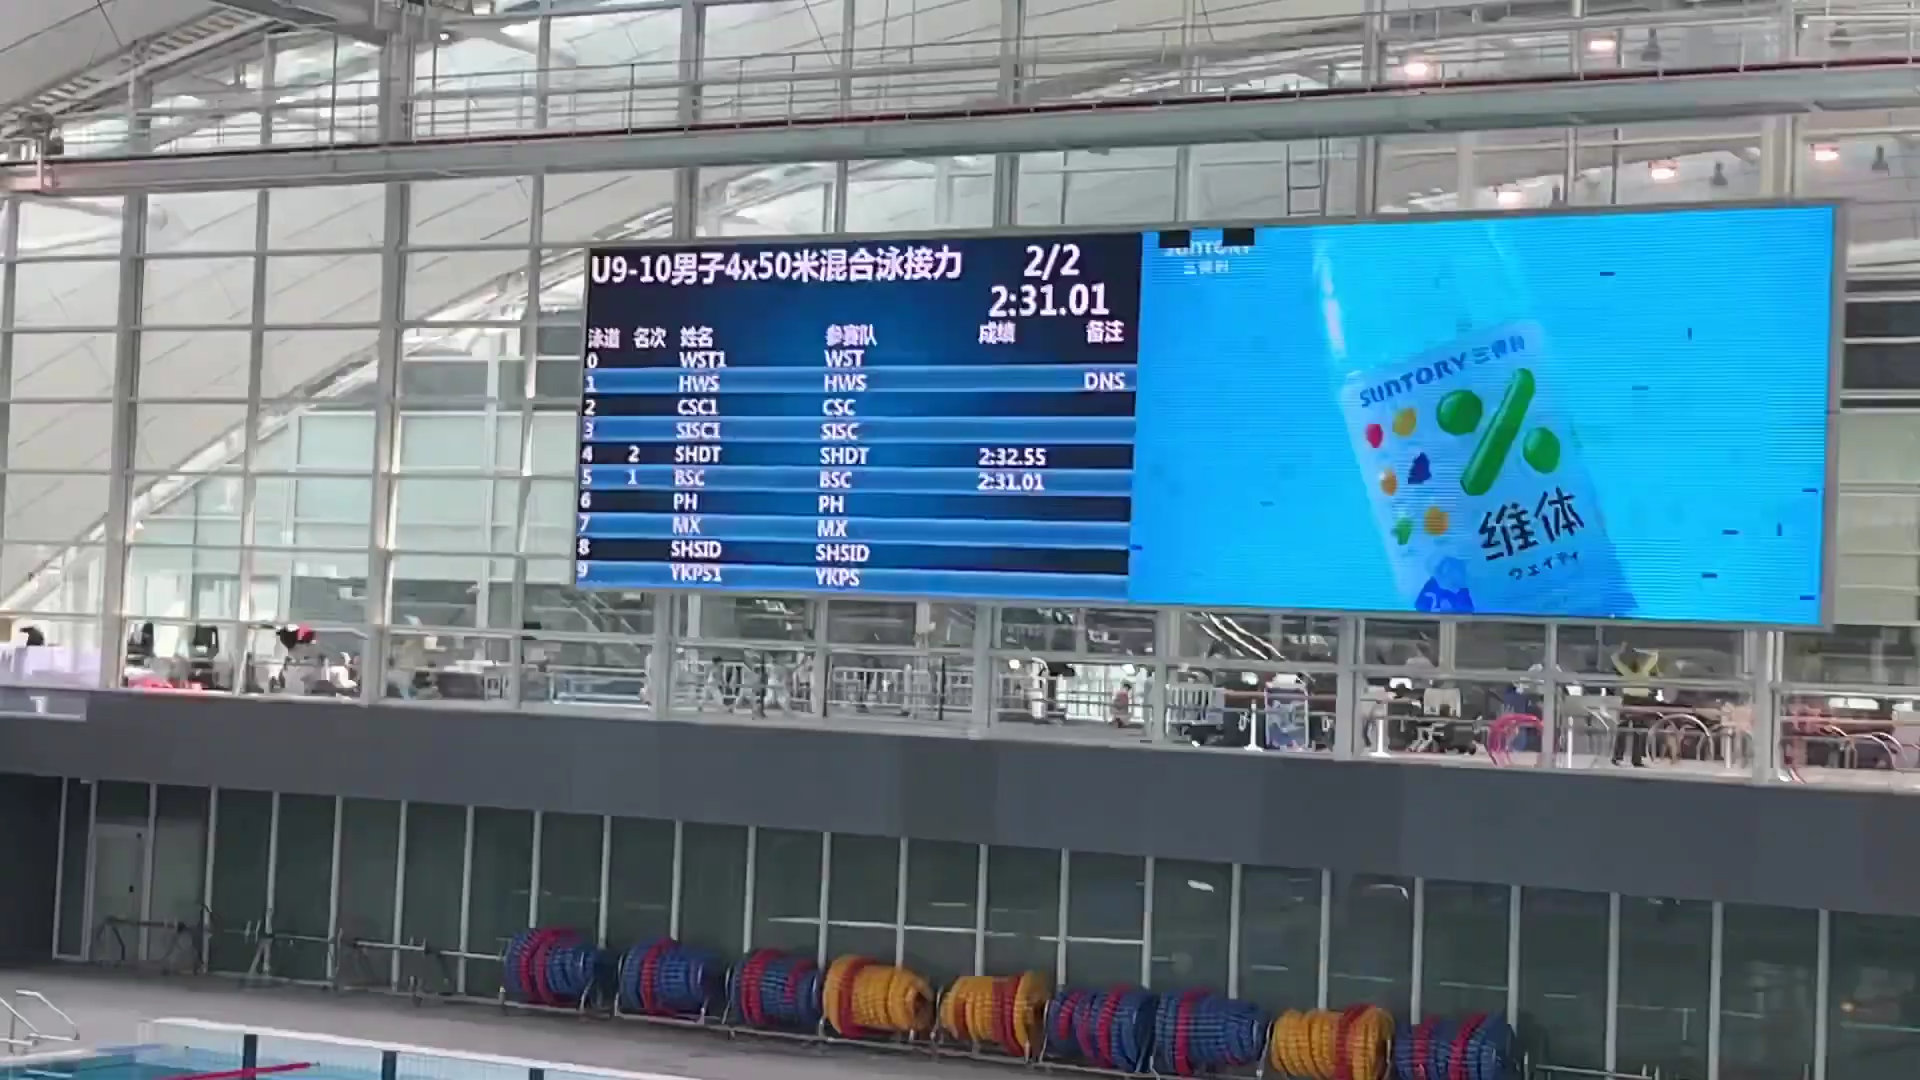 U9-10男子4x50米混合泳接力 2/2
2:31.01
泳道 名次 姓名 参赛队 成绩 备注
0 WST1 WST
1 HWS HWS DNS
2 CSC1 CSC
3 SISC1 SISC
4 2 SHDT SHDT 2:32.55
5 1 BSC BSC 2:31.01
6 PH PH
7 MX MX
8 SHSID SHSID
9 YKPS1 YKPS
SUNTORY
三得利
SUNTORY 三得利
维体
ウェイティ